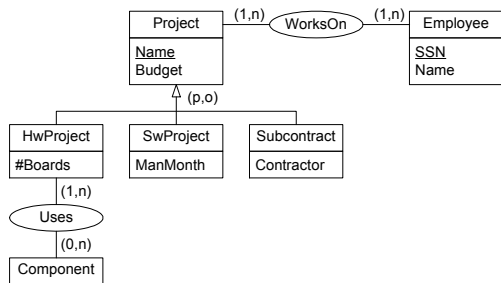 Project (1,n) WorksOn (1,n) Employee
Name
Budget
SSN
Name
(p,o)
HwProject SwProject Subcontract
#Boards ManMonth Contractor
(1,n)
Uses
(0,n)
Component